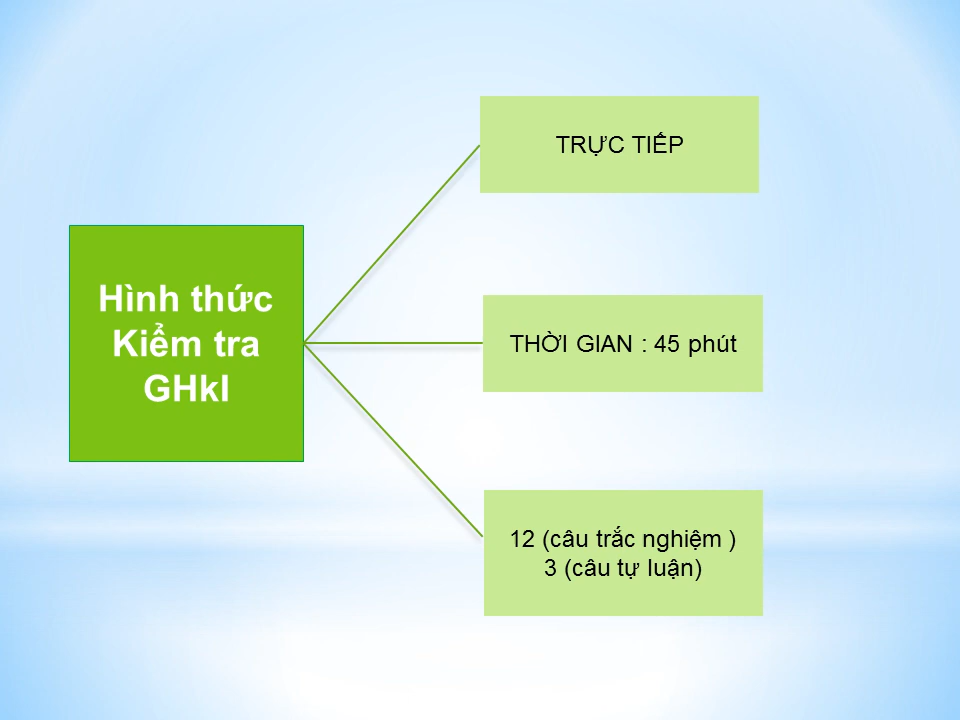 Hình thức
Kiểm tra
GHkI
TRỰC TIẾP
THỜI GIAN : 45 phút
12 (câu trắc nghiệm )
3 (câu tự luận)